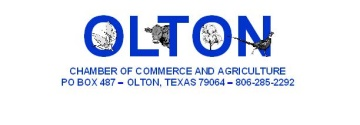 OLTON
CHAMBER OF COMMERCE AND AGRICULTURE
PO BOX 487 – OLTON, TEXAS 79064 – 806-285-2292